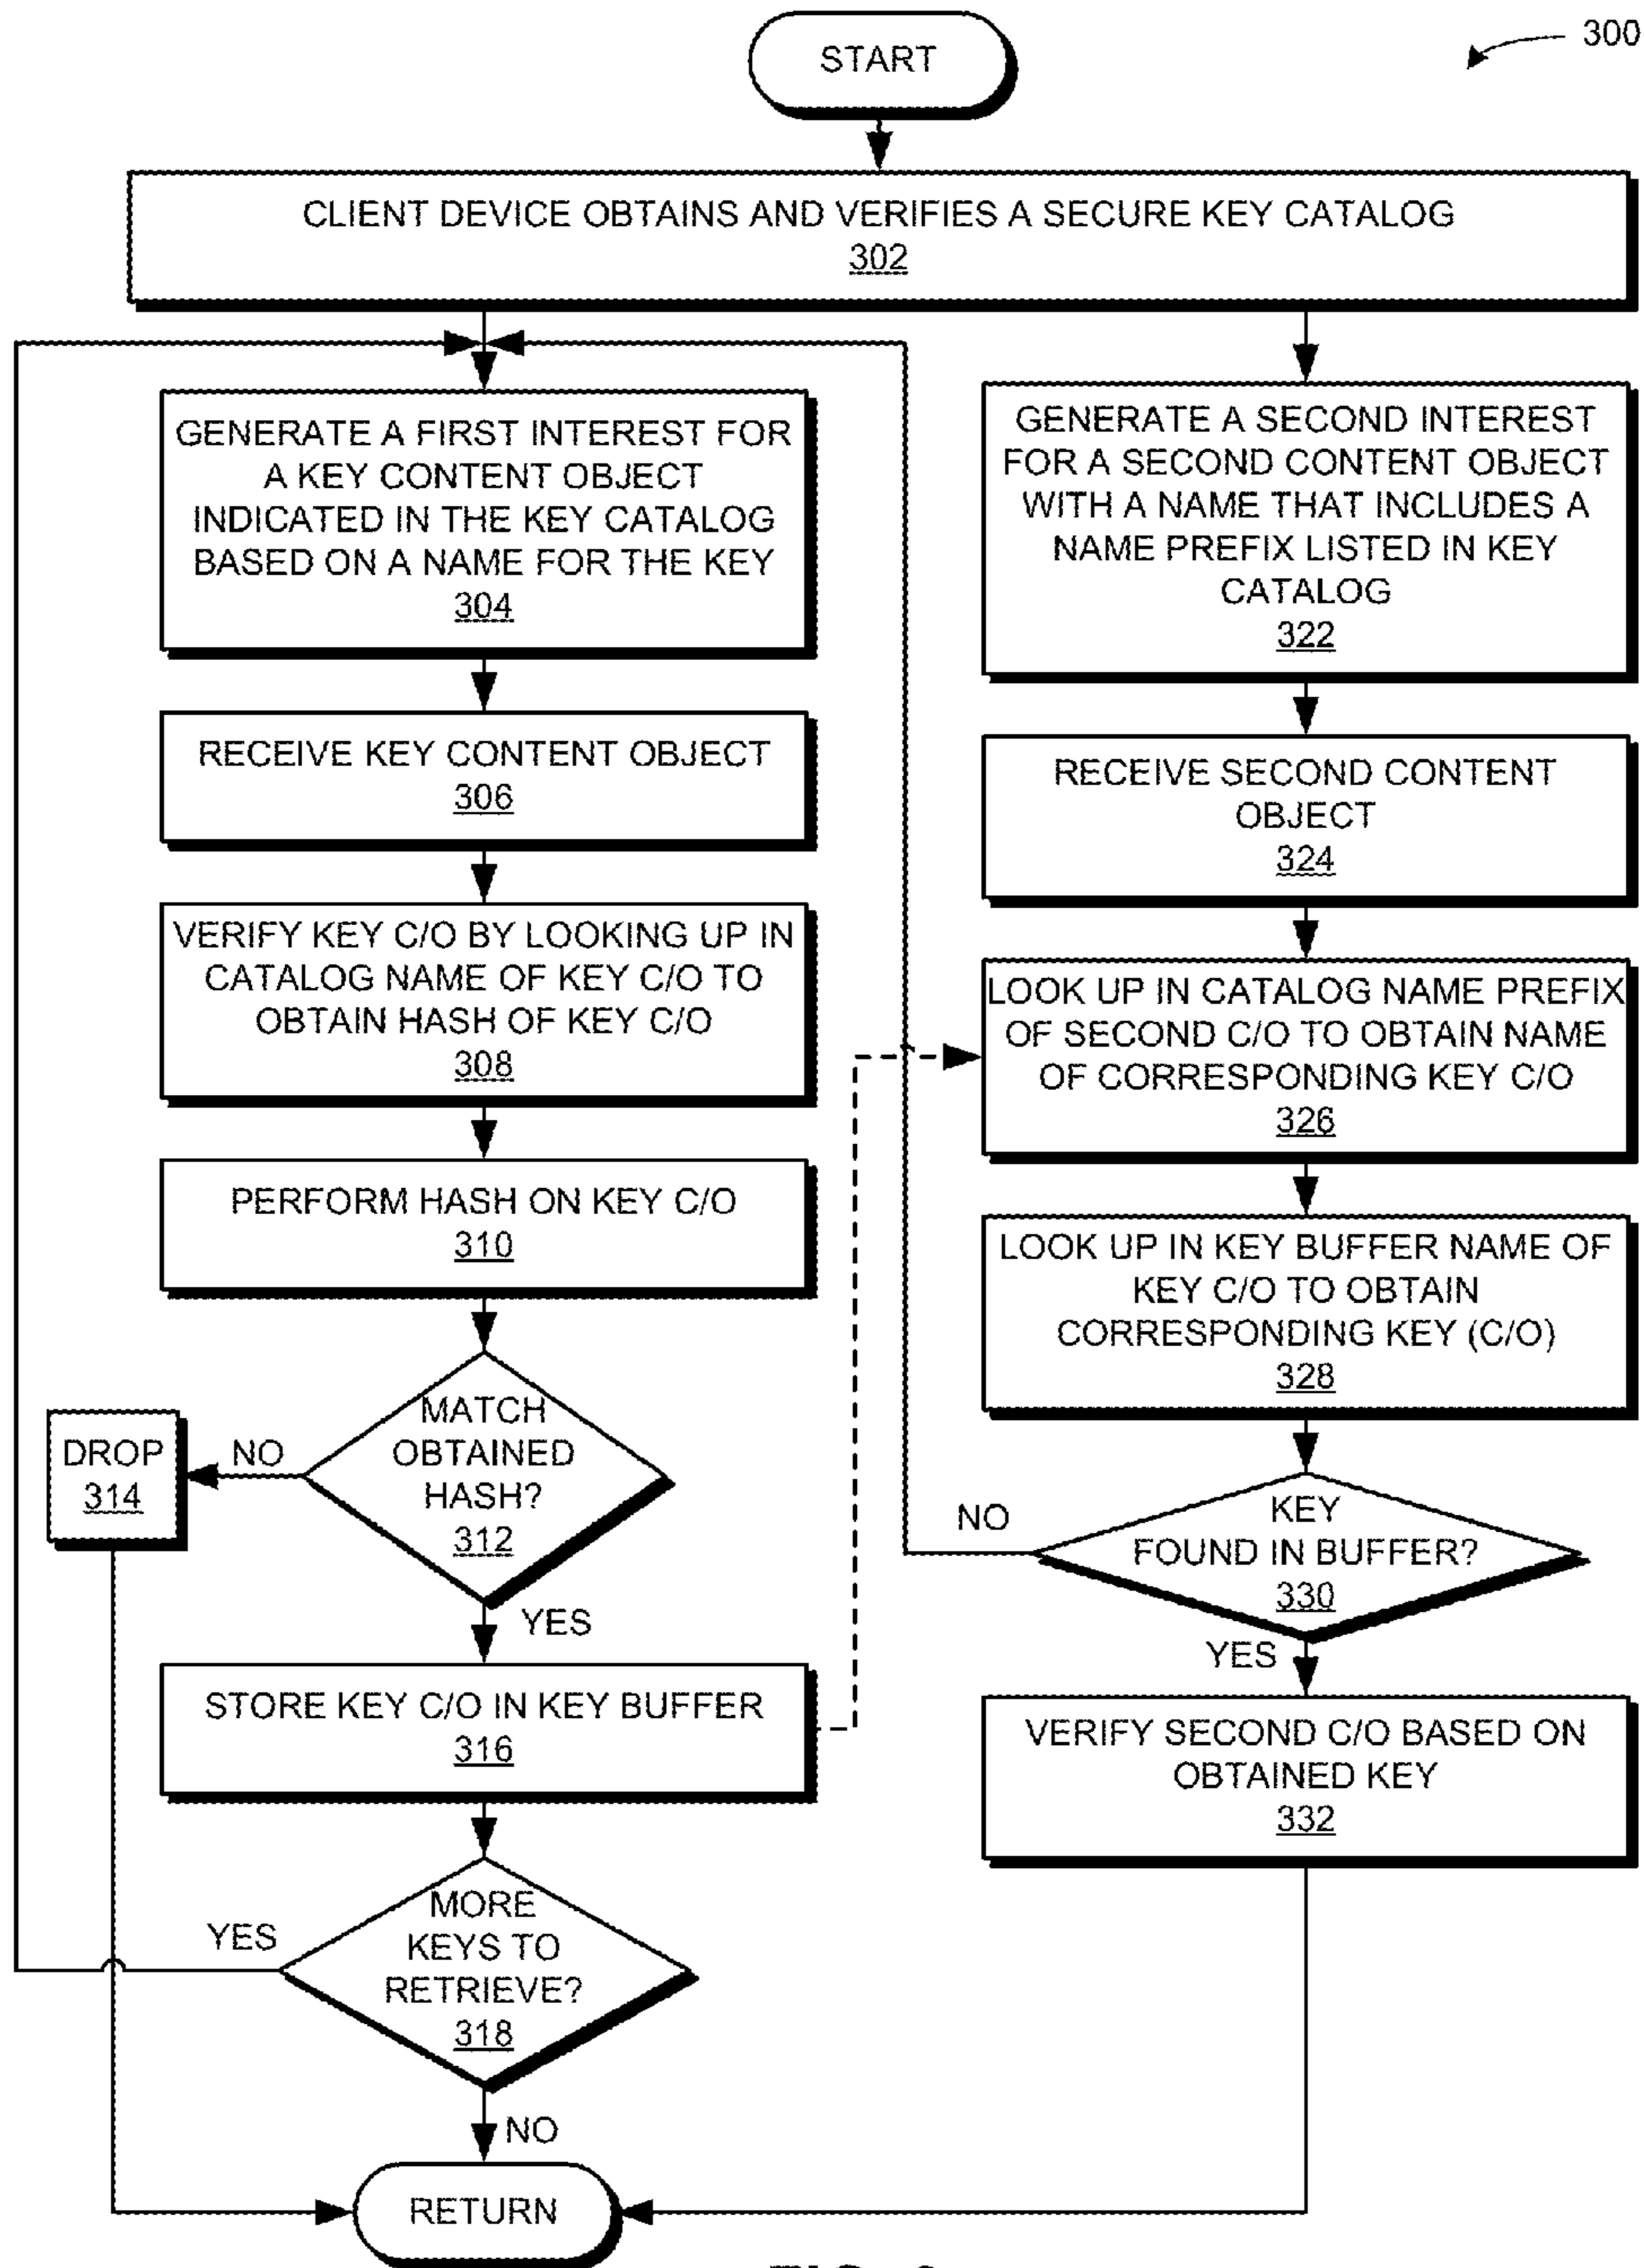 START
300
CLIENT DEVICE OBTAINS AND VERIFIES A SECURE KEY CATALOG
302
GENERATE A FIRST INTEREST FOR
A KEY CONTENT OBJECT
INDICATED IN THE KEY CATALOG
BASED ON A NAME FOR THE KEY
304
RECEIVE KEY CONTENT OBJECT
306
VERIFY KEY C/O BY LOOKING UP IN
CATALOG NAME OF KEY C/O TO
OBTAIN HASH OF KEY C/O
308
PERFORM HASH ON KEY C/O
310
MATCH
OBTAINED
HASH?
312
NO
DROP
314
YES
STORE KEY C/O IN KEY BUFFER
316
MORE
KEYS TO
RETRIEVE?
318
YES
NO
GENERATE A SECOND INTEREST
FOR A SECOND CONTENT OBJECT
WITH A NAME THAT INCLUDES A
NAME PREFIX LISTED IN KEY
CATALOG
322
RECEIVE SECOND CONTENT
OBJECT
324
LOOK UP IN CATALOG NAME PREFIX
OF SECOND C/O TO OBTAIN NAME
OF CORRESPONDING KEY C/O
326
LOOK UP IN KEY BUFFER NAME OF
KEY C/O TO OBTAIN
CORRESPONDING KEY (C/O)
328
KEY
FOUND IN BUFFER?
330
NO
YES
VERIFY SECOND C/O BASED ON
OBTAINED KEY
332
RETURN